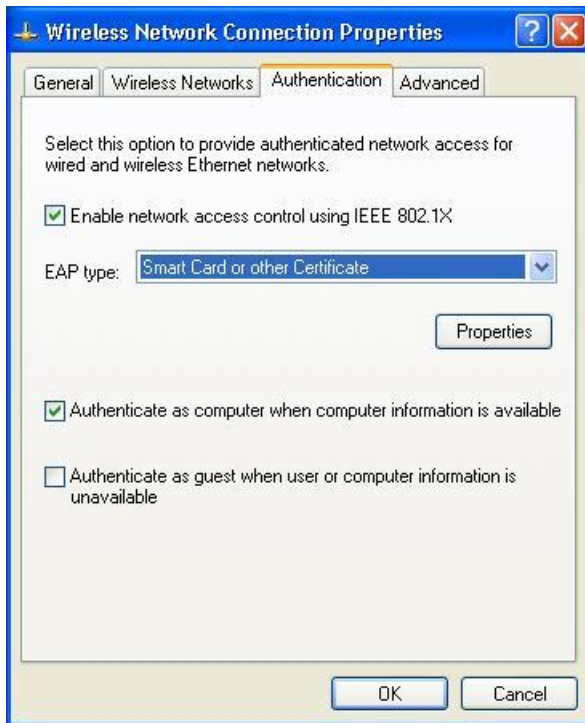 Wireless Network Connection Properties
General Wireless Networks Authentication Advanced
Select this option to provide authenticated network access for
wired and wireless Ethernet networks.
Enable network access control using IEEE 802.1X
EAP type: Smart Card or other Certificate
Properties
Authenticate as computer when computer information is available
Authenticate as guest when user or computer information is
unavailable
OK Cancel